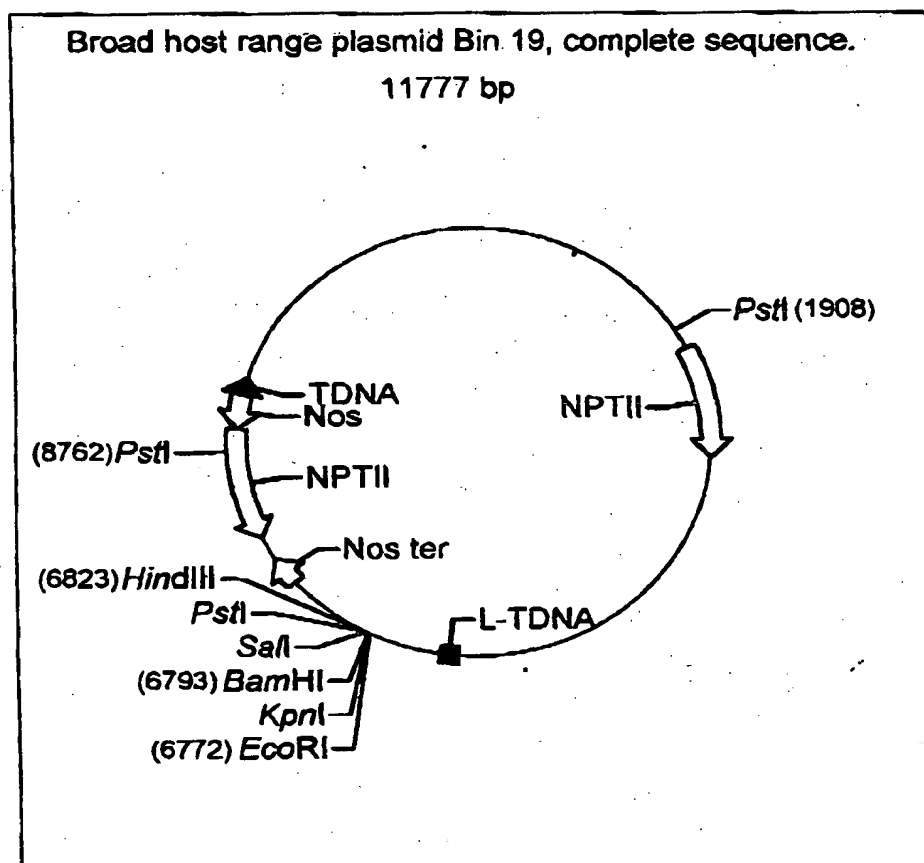 Broad host range plasmid Bin 19, complete sequence.
11777 bp
PstI (1908)
TDNA
Nos
NPTII
(8762) PstI
NPTII
Nos ter
(6823) HindIII
PstI
L-TDNA
SalI
(6793) BamHI
KpnI
(6772) EcoRI